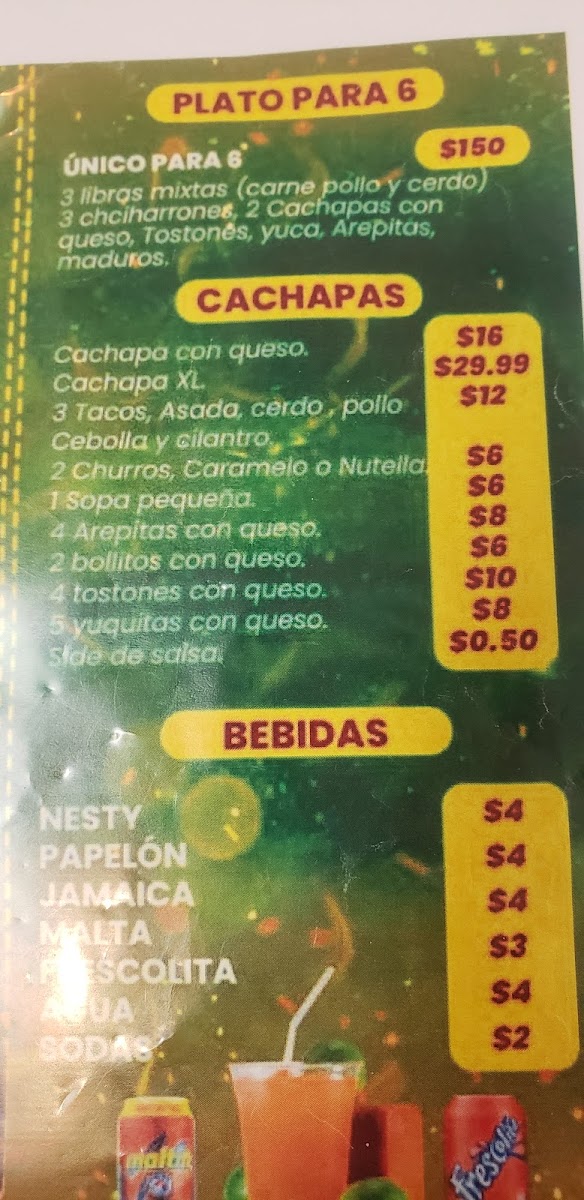 PLATO PARA 6
ÚNICO PARA 6 $150
3 libras mixtas (carne pollo y cerdo)
3 chciharrones, 2 Cachapas con
queso, Tostones, yuca, Arepitas,
maduros.
CACHAPAS
Cachapa con queso. $16
Cachapa XL $29.99
3 Tacos, Asada, cerdo , pollo $12
Cebolla y cilantro.
2 Churros, Caramelo o Nutella. $6
1 Sopa pequeña. $6
4 Arepitas con queso. $8
2 bollitos con queso. $6
4 tostones con queso. $10
5 yuquitas con queso. $8
Side de salsa. $0.50
BEBIDAS
NESTY $4
PAPELÓN $4
JAMAICA $4
MALTA $3
FRESCOLITA $4
AGUA $2
SODAS
maltín
Frescolita